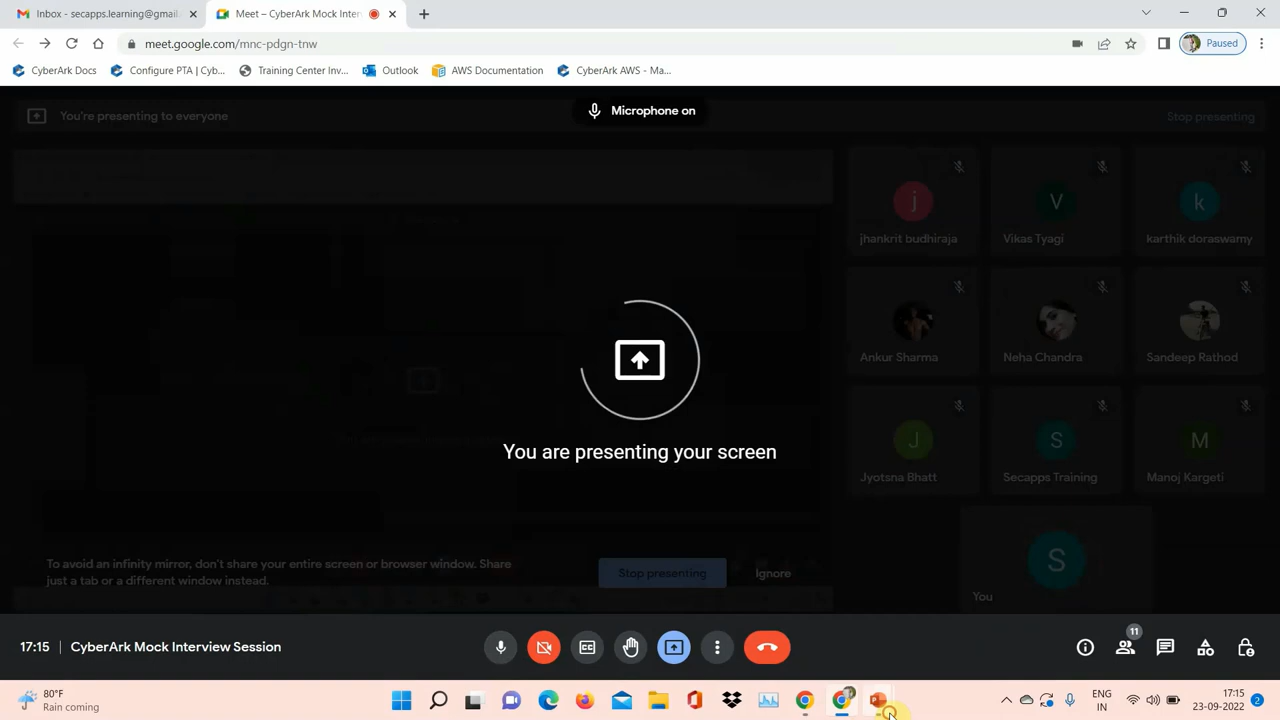 Inbox - secapps.learning@gmail
Meet – CyberArk Mock Inter
meet.google.com/mnc-pdgn-tnw
Paused
CyberArk Docs
Configure PTA | Cyb...
Training Center Inv...
Outlook
AWS Documentation
CyberArk AWS - Ma...
You're presenting to everyone
Microphone on
Stop presenting
j
jhankrit budhiraja
V
Vikas Tyagi
k
karthik doraswamy
Ankur Sharma
Neha Chandra
Sandeep Rathod
You are presenting your screen
J
Jyotsna Bhatt
S
Secapps Training
M
Manoj Kargeti
To avoid an infinity mirror, don't share your entire screen or browser window. Share
just a tab or a different window instead.
Stop presenting
Ignore
S
You
17:15 | CyberArk Mock Interview Session
CC
11
80°F
Rain coming
ENG
IN
17:15
23-09-2022
2